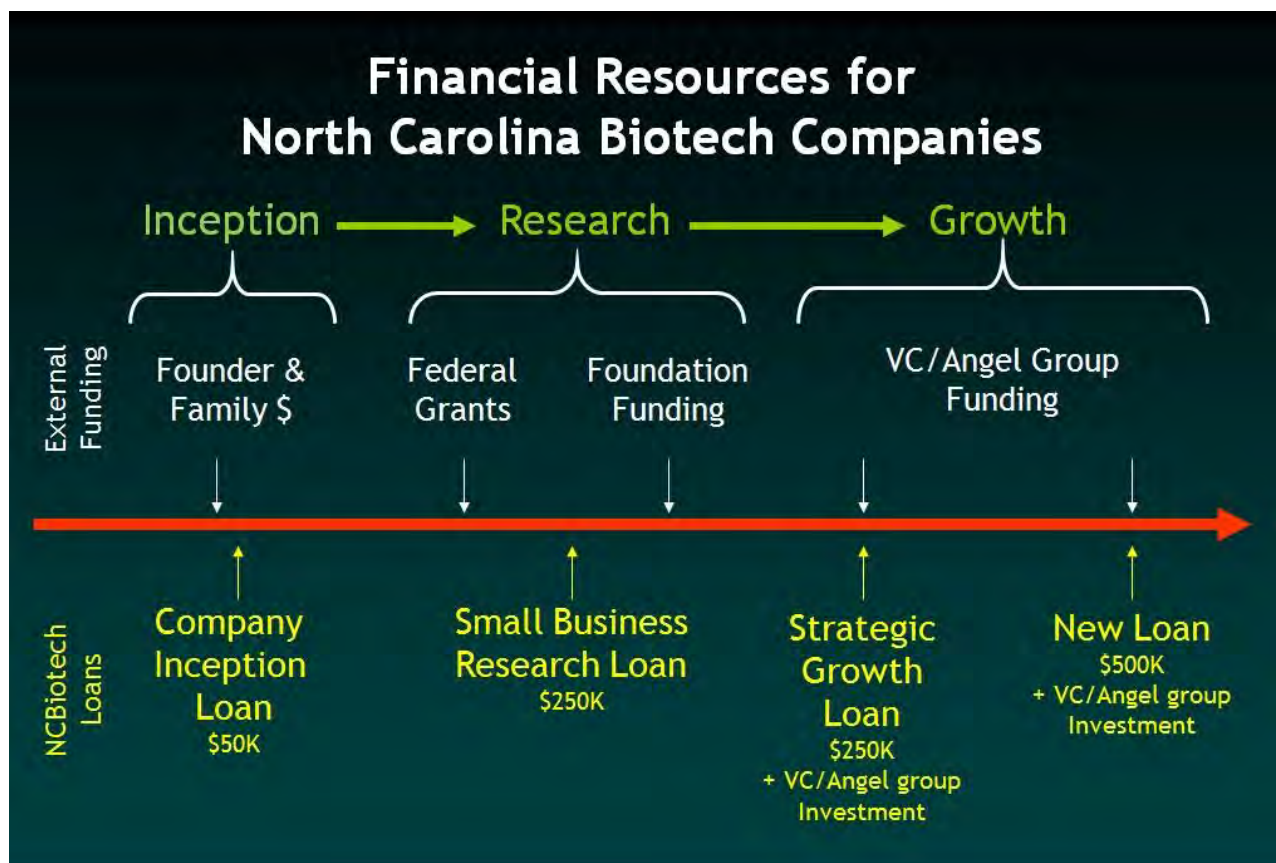 Financial Resources for
North Carolina Biotech Companies
Inception
Research
Growth
External
Funding
Founder &
Family $
Federal
Grants
Foundation
Funding
VC/Angel Group
Funding
NCBiotech
Loans
Company
Inception
Loan
$50K
Small Business
Research Loan
$250K
Strategic
Growth
Loan
$250K
+ VC/Angel group
Investment
New Loan
$500K
+ VC/Angel group
Investment